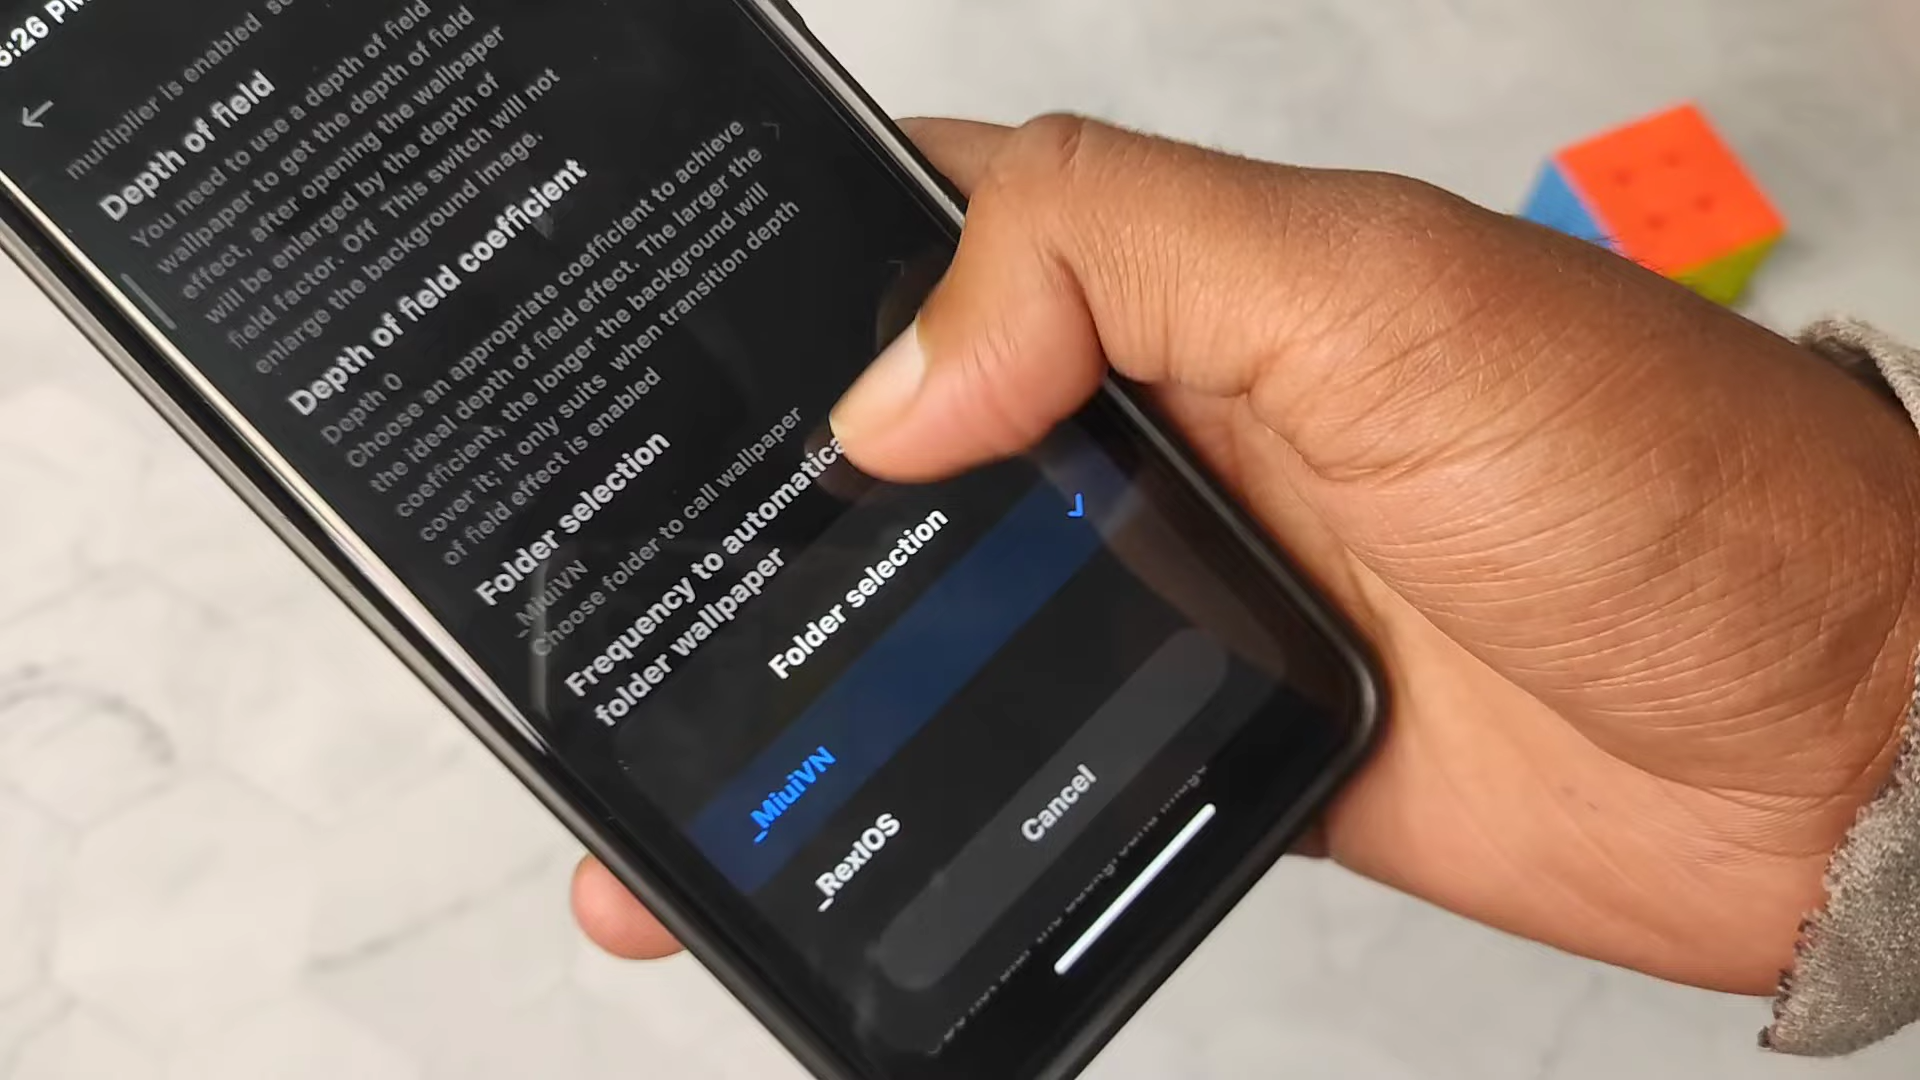 :26 PM
multiplier is enabled
Depth of field
You need to use a depth of field
wallpaper to get the depth of field
effect, after opening the wallpaper
will be enlarged by the depth of
field factor. Off This switch will not
enlarge the background image.
Depth of field coefficient
Depth 0
Choose an appropriate coefficient to achieve
the ideal depth of field effect. The larger the
coefficient, the longer the background will
cover it; it only suits when transition depth
of field effect is enabled
Folder selection
_MiuiVN
Choose folder to call wallpaper
Frequency to automatica
folder wallpaper
Folder selection
_MiuiVN
_RexIOS
Cancel